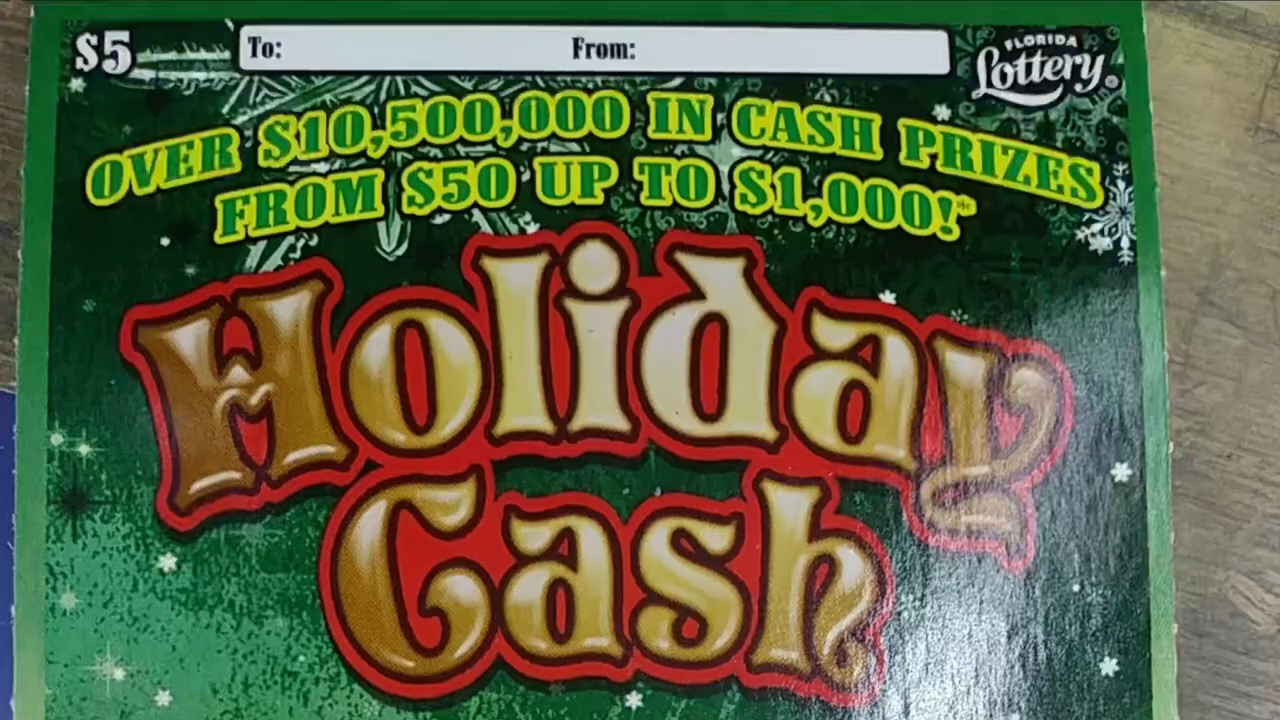 $5 To: From: FLORIDA
Lottery
OVER $10,500,000 IN CASH PRIZES
FROM $50 UP TO $1,000!*
Holiday
Cash